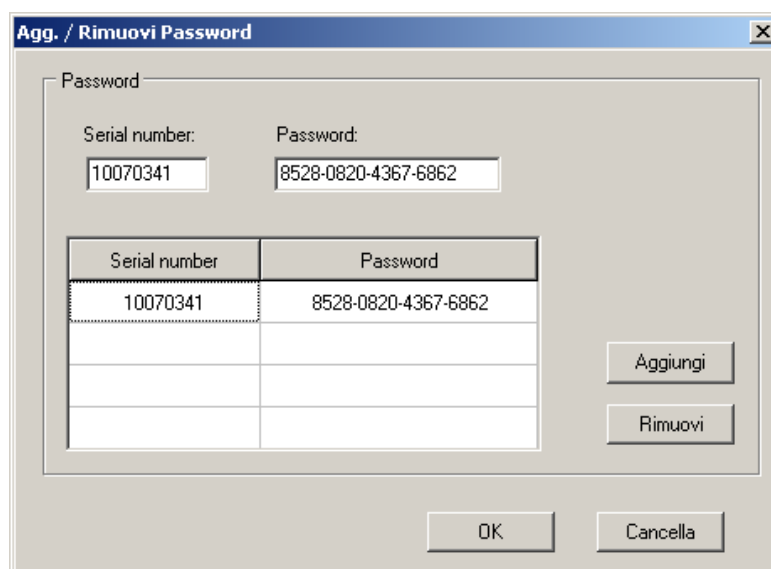 Agg. / Rimuovi Password
Password
Serial number: Password:
10070341 8528-0820-4367-6862
Serial number Password
10070341 8528-0820-4367-6862
Aggiungi
Rimuovi
OK Cancella